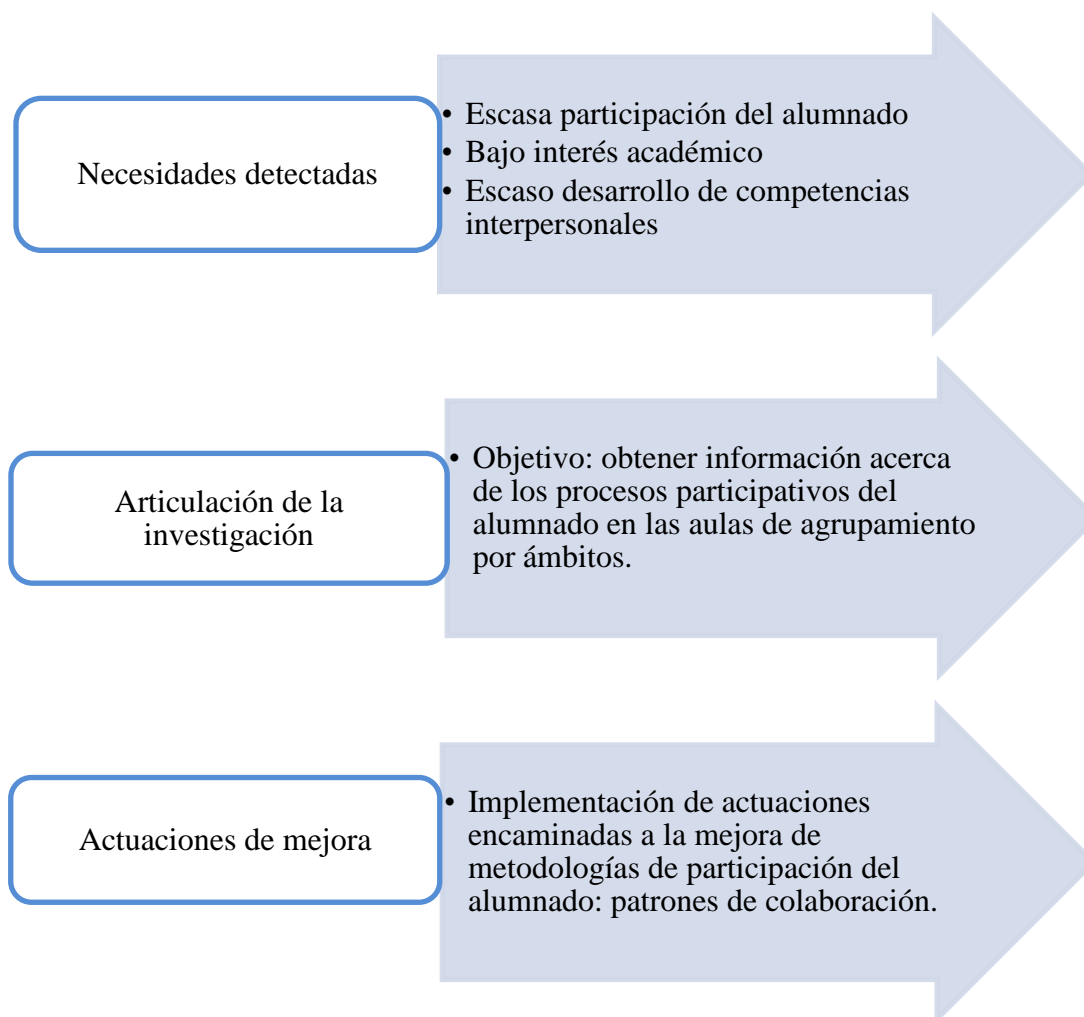 Necesidades detectadas
• Escasa participación del alumnado
• Bajo interés académico
• Escaso desarrollo de competencias
interpersonales
Articulación de la
investigación
• Objetivo: obtener información acerca
de los procesos participativos del
alumnado en las aulas de agrupamiento
por ámbitos.
Actuaciones de mejora
• Implementación de actuaciones
encaminadas a la mejora de
metodologías de participación del
alumnado: patrones de colaboración.